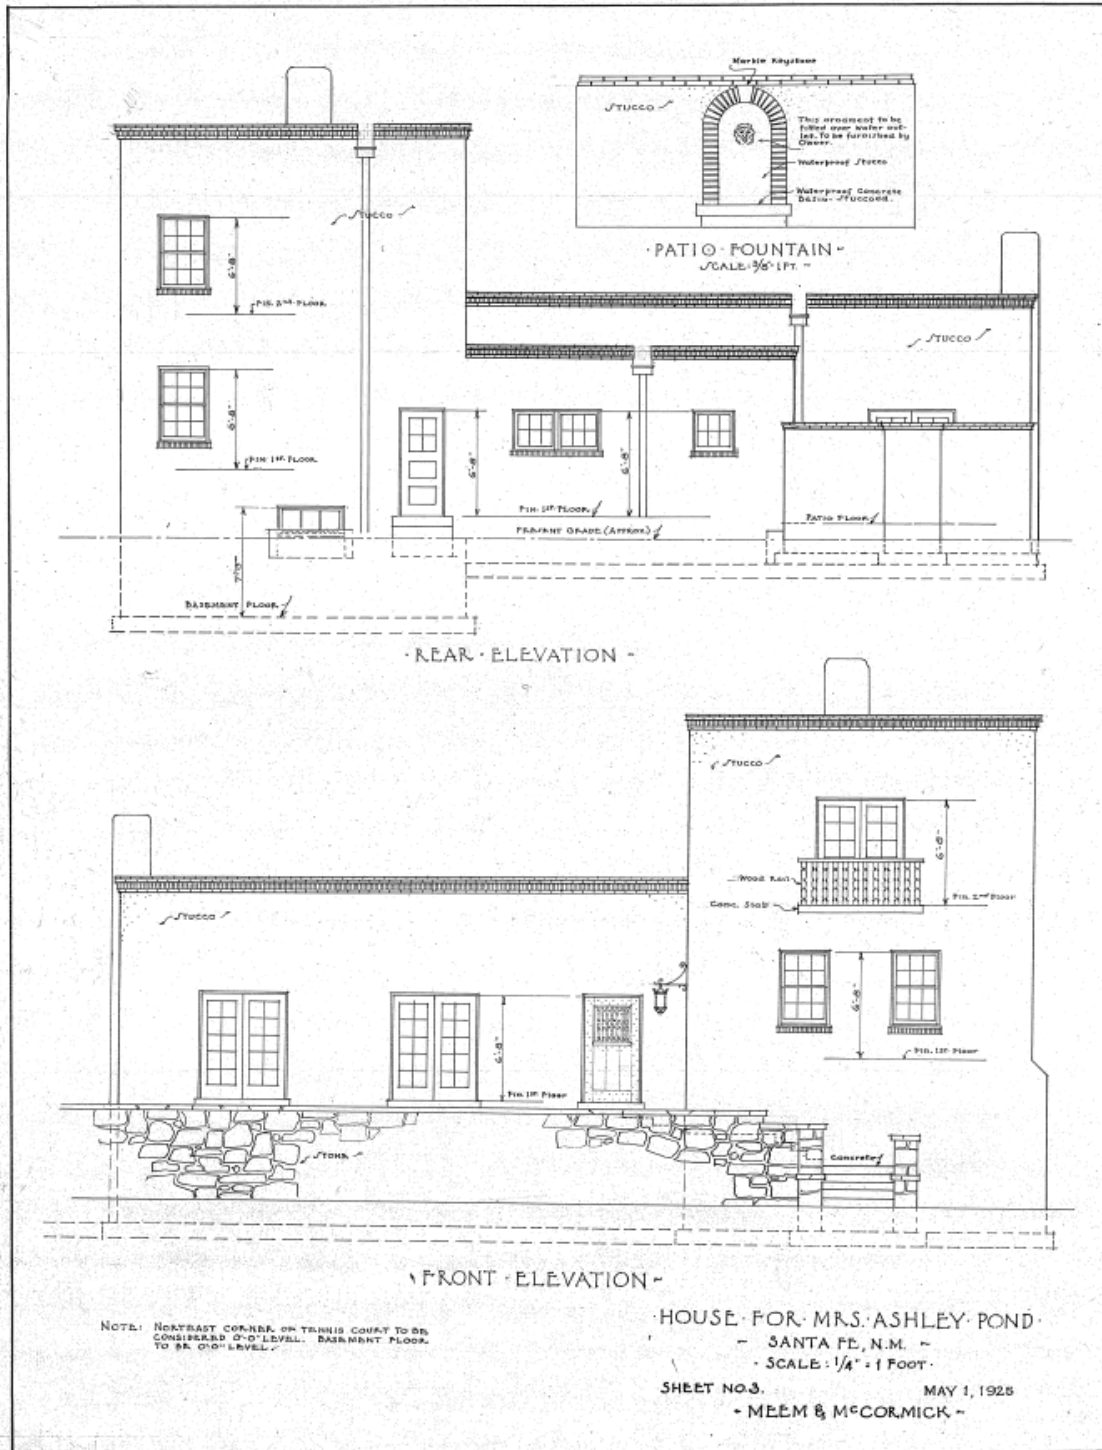 Marble Keystone
STUCCO
This ornament to be
fitted over water out-
let. To be furnished by
Owner.
Waterproof Stucco
Waterproof Concrete
Basin - Stuccoed.
·PATIO·FOUNTAIN-
SCALE: 3/8"=1FT.-
STUCCO
6'-8"
FIN. 2nd FLOOR
STUCCO
6'-8"
FIN. 1st FLOOR
6'-8"
6'-8"
FIN. 1st FLOOR
PRESENT GRADE (APPROX)
PATIO FLOOR
7'-0"
BASEMENT FLOOR
·REAR·ELEVATION-
STUCCO
6'-8"
Wood Rail
Conc. Slab
Fin. 2nd Floor
STUCCO
6'-8"
Fin. 1st Floor
6'-8"
Fin. 1st Floor
STONE
Concrete
·FRONT·ELEVATION-
NOTE: NORTHEAST CORNER OF TENNIS COURT TO BE
CONSIDERED 0'-0" LEVEL. BASEMENT FLOOR
TO BE 0'-0" LEVEL.
·HOUSE·FOR·MRS.·ASHLEY·POND·
- SANTA FE, N.M. -
·SCALE: 1/4" = 1 FOOT·
SHEET NO.3. MAY 1, 1925
-MEEM & McCORMICK-